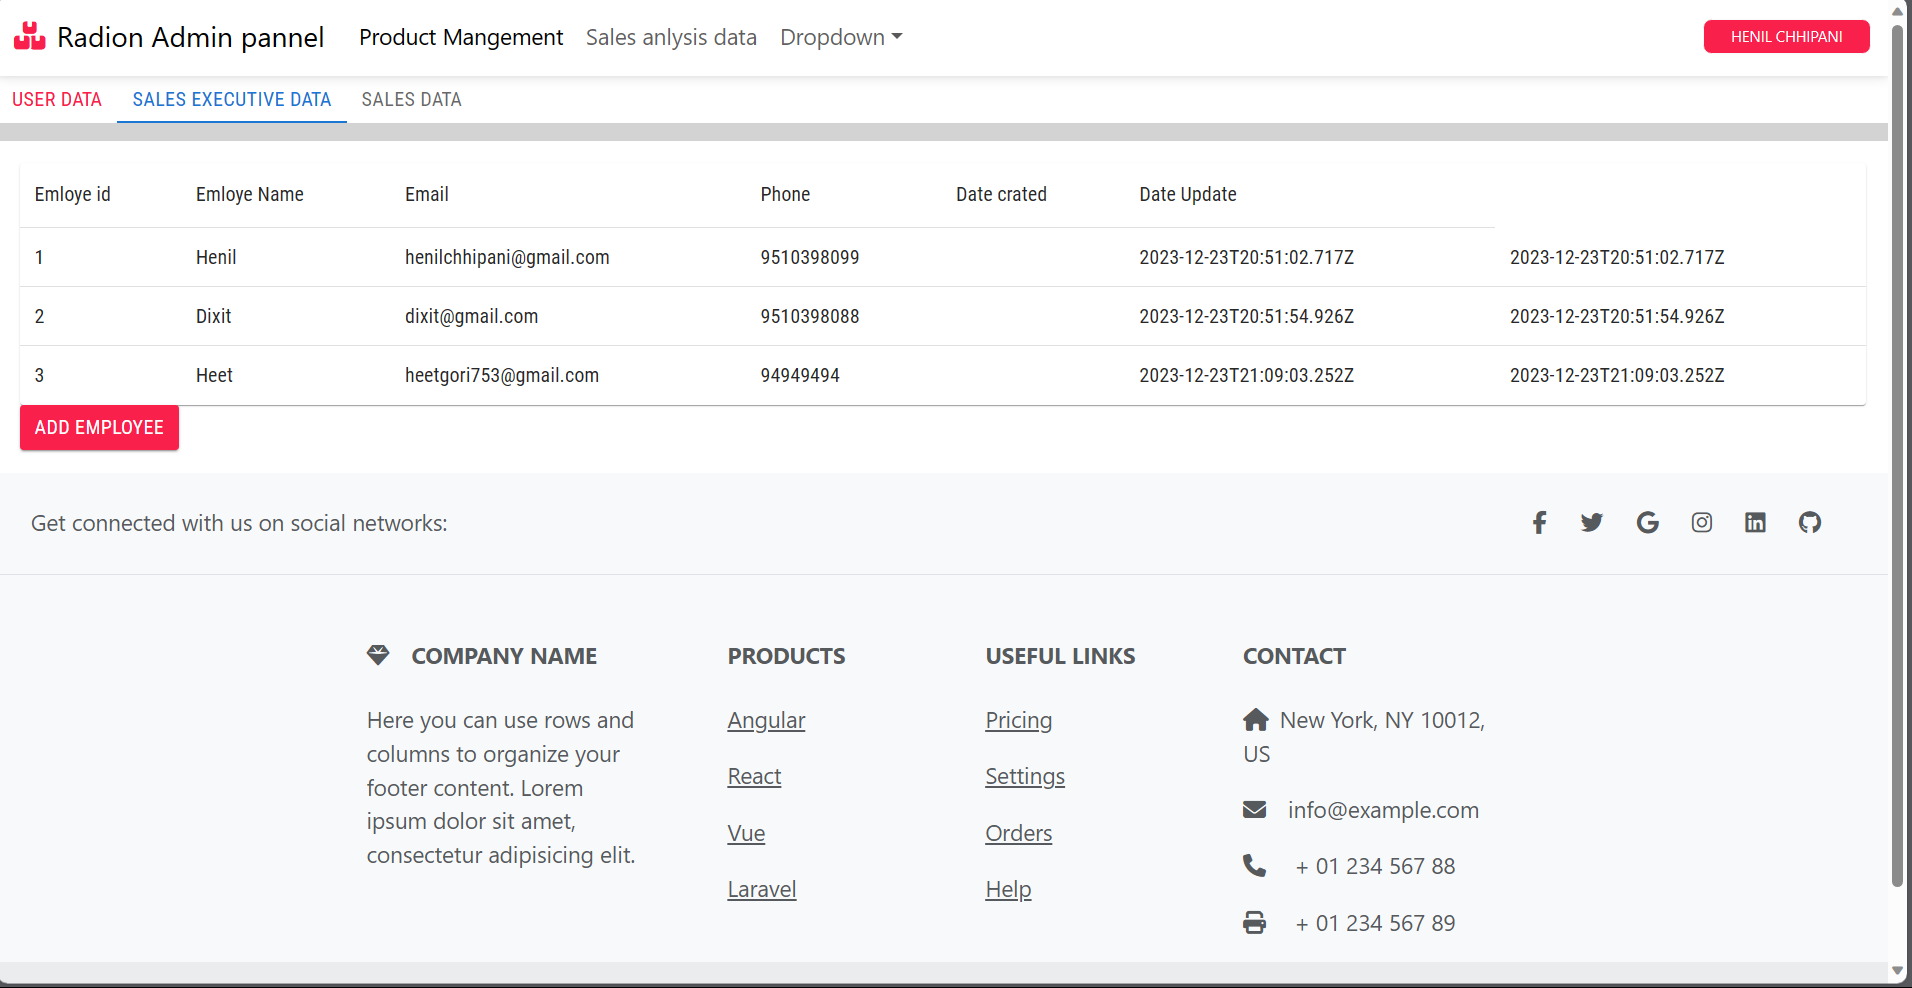 Radion Admin pannel Product Mangement Sales anlysis data Dropdown HENIL CHHIPANI
USER DATA SALES EXECUTIVE DATA SALES DATA
Emloye id Emloye Name Email Phone Date crated Date Update
1 Henil henilchhipani@gmail.com 9510398099 2023-12-23T20:51:02.717Z 2023-12-23T20:51:02.717Z
2 Dixit dixit@gmail.com 9510398088 2023-12-23T20:51:54.926Z 2023-12-23T20:51:54.926Z
3 Heet heetgori753@gmail.com 94949494 2023-12-23T21:09:03.252Z 2023-12-23T21:09:03.252Z
ADD EMPLOYEE
Get connected with us on social networks:
COMPANY NAME
Here you can use rows and
columns to organize your
footer content. Lorem
ipsum dolor sit amet,
consectetur adipisicing elit.
PRODUCTS
Angular
React
Vue
Laravel
USEFUL LINKS
Pricing
Settings
Orders
Help
CONTACT
New York, NY 10012,
US
info@example.com
+ 01 234 567 88
+ 01 234 567 89